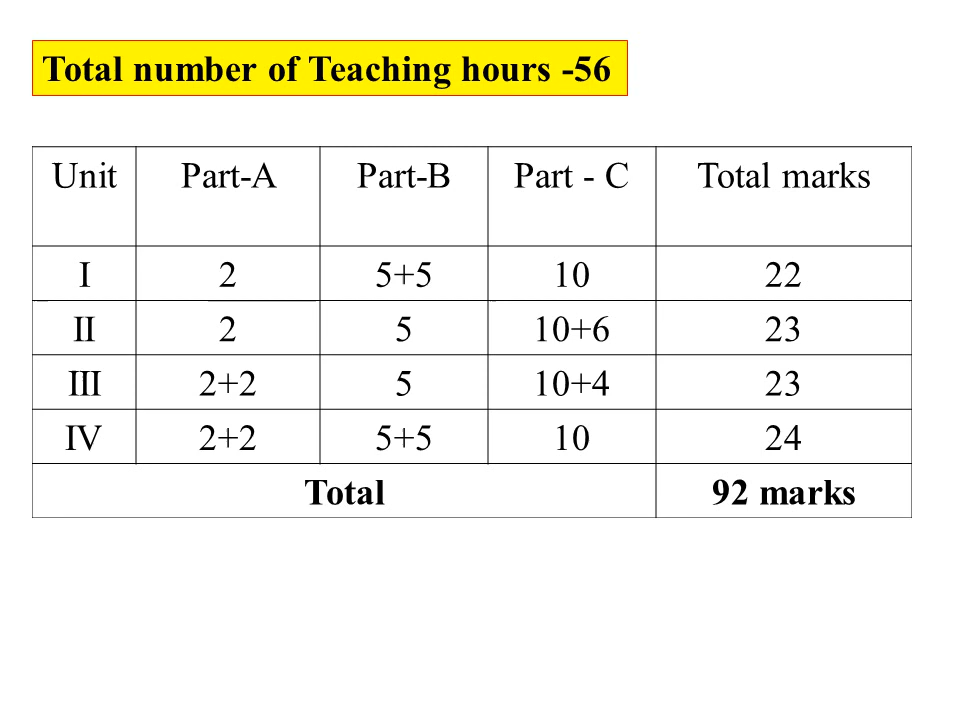 Total number of Teaching hours -56
Unit Part-A Part-B Part - C Total marks
I 2 5+5 10 22
II 2 5 10+6 23
III 2+2 5 10+4 23
IV 2+2 5+5 10 24
Total 92 marks